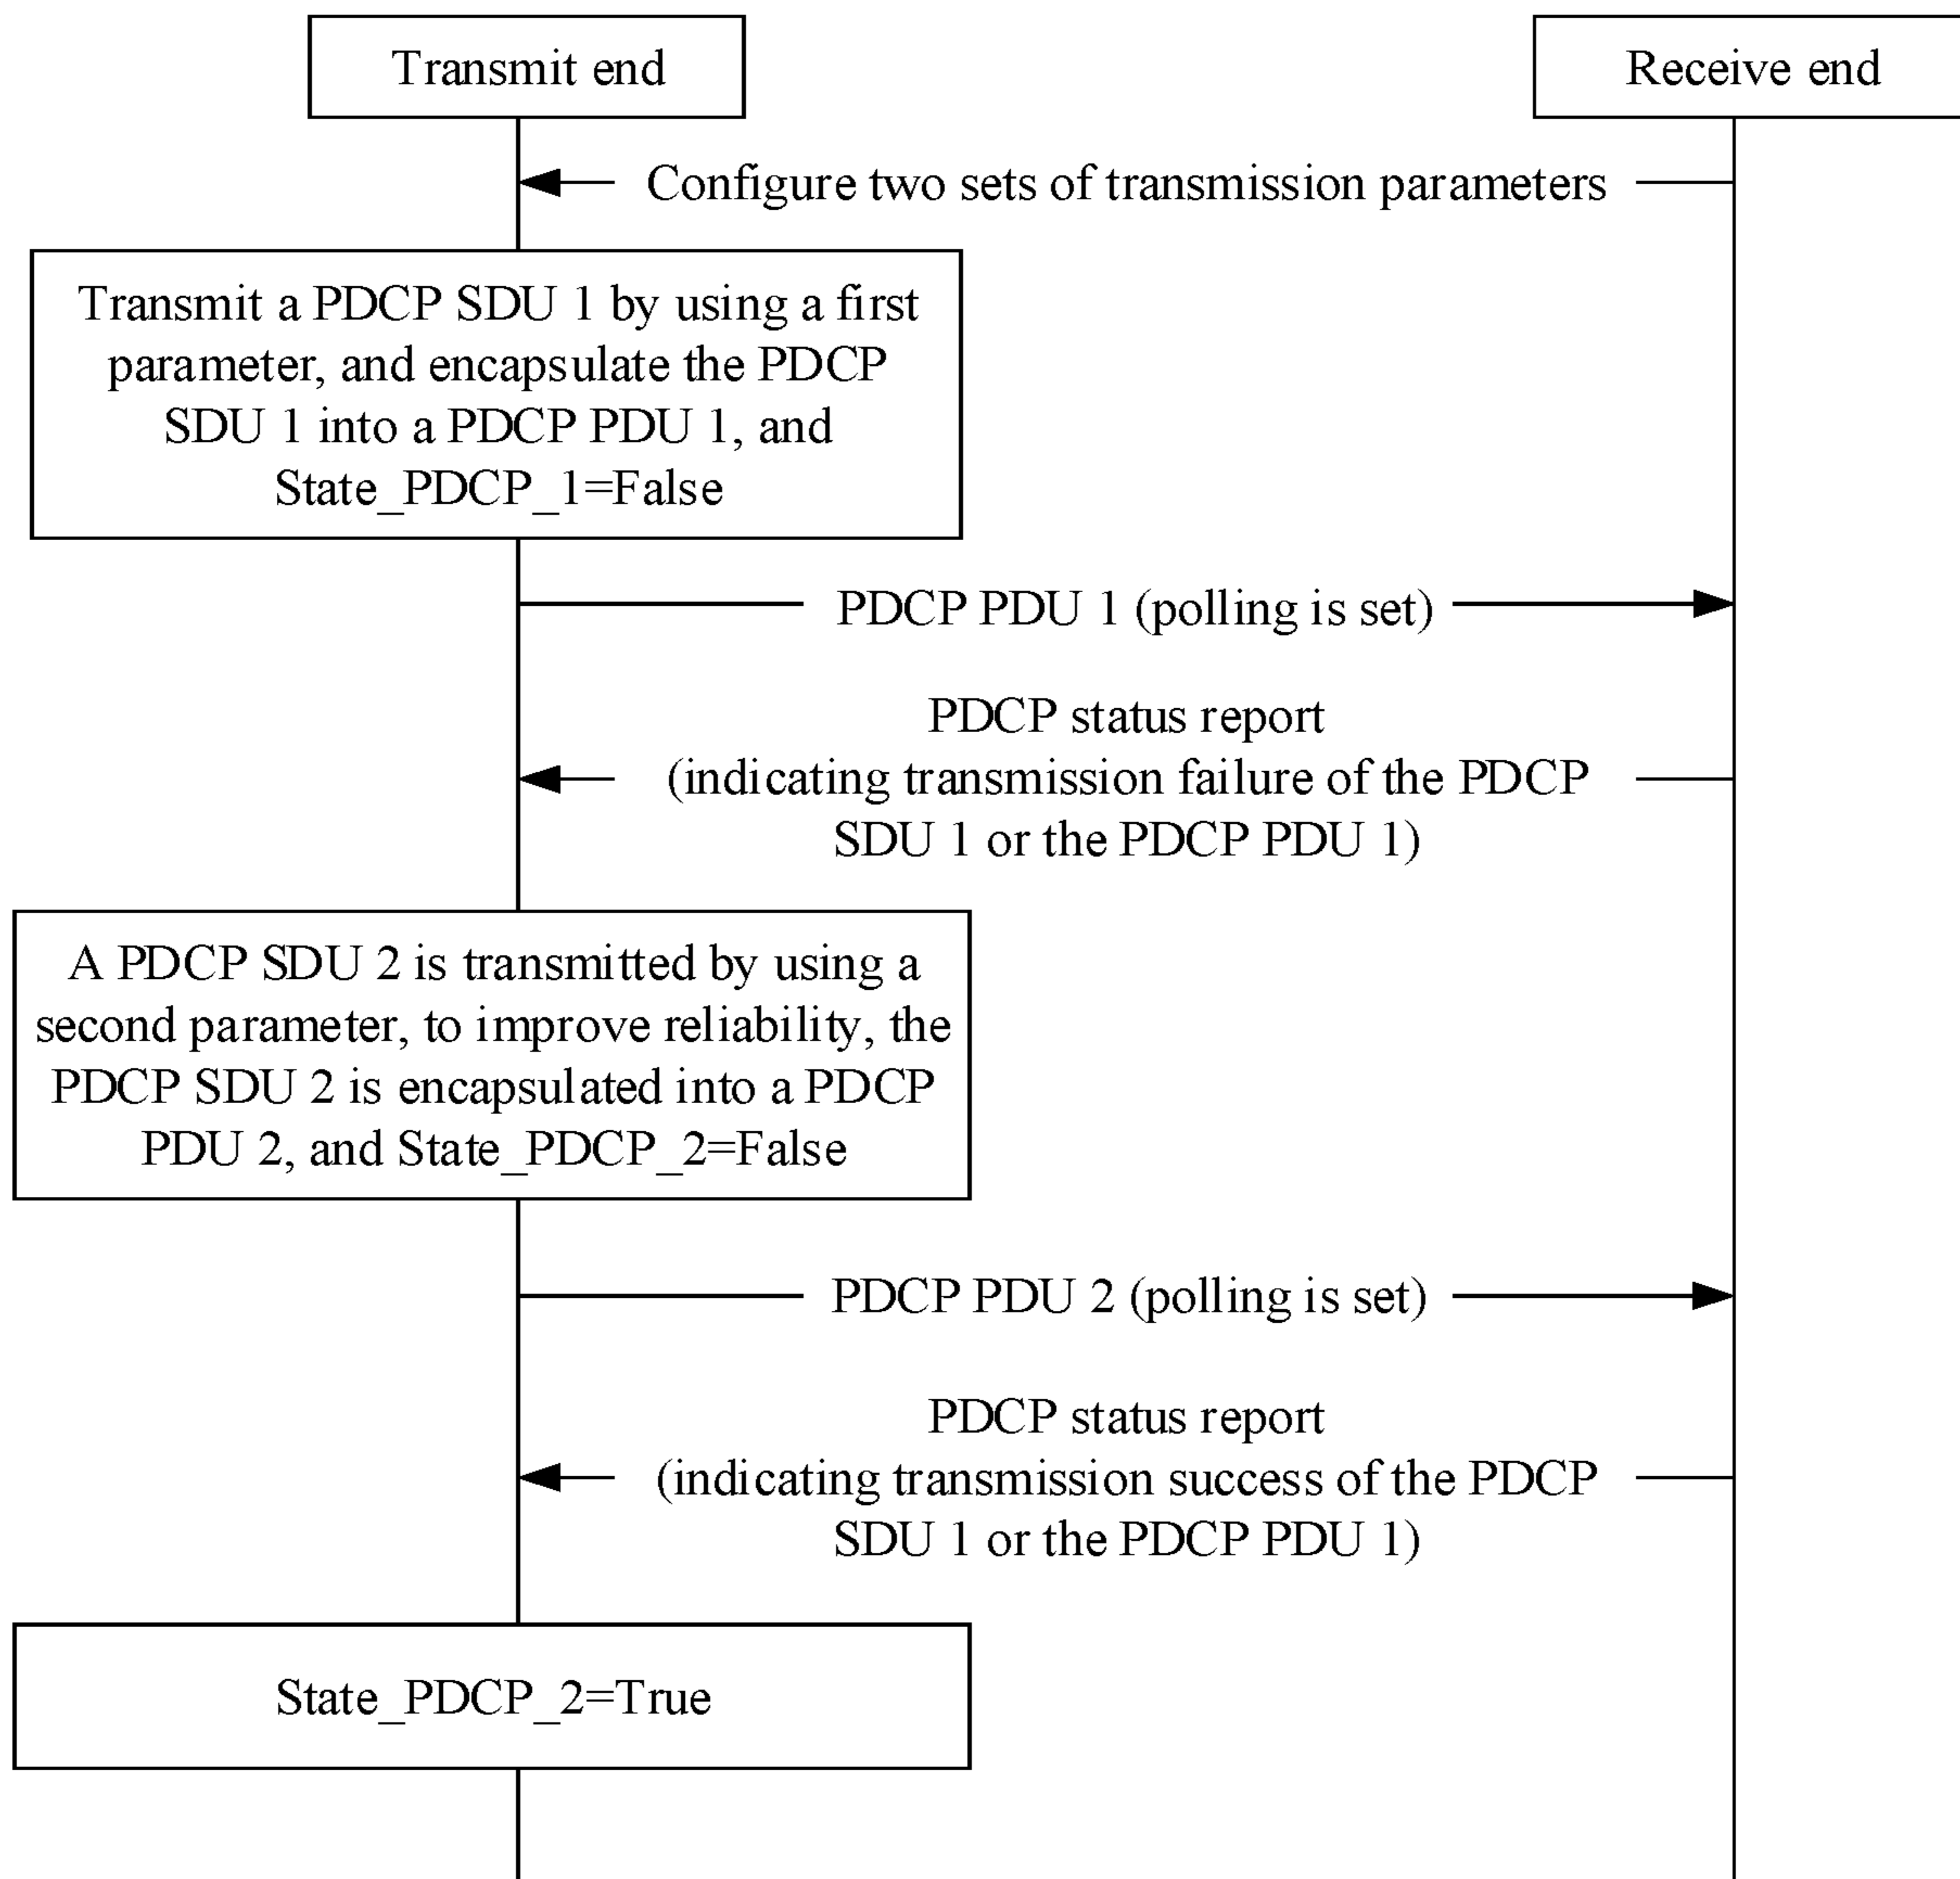 Transmit end
Receive end
Configure two sets of transmission parameters
Transmit a PDCP SDU 1 by using a first
parameter, and encapsulate the PDCP
SDU 1 into a PDCP PDU 1, and
State_PDCP_1=False
PDCP PDU 1 (polling is set)
PDCP status report
(indicating transmission failure of the PDCP
SDU 1 or the PDCP PDU 1)
A PDCP SDU 2 is transmitted by using a
second parameter, to improve reliability, the
PDCP SDU 2 is encapsulated into a PDCP
PDU 2, and State_PDCP_2=False
PDCP PDU 2 (polling is set)
PDCP status report
(indicating transmission success of the PDCP
SDU 1 or the PDCP PDU 1)
State_PDCP_2=True